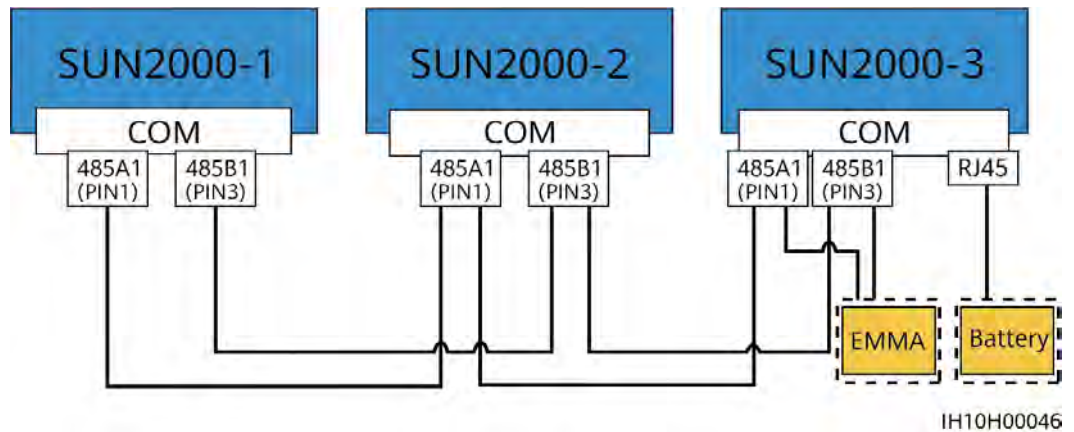 SUN2000-1 SUN2000-2 SUN2000-3
COM COM COM
485A1 485B1 485A1 485B1 485A1 485B1 RJ45
(PIN1) (PIN3) (PIN1) (PIN3) (PIN1) (PIN3)
EMMA Battery
IH10H00046